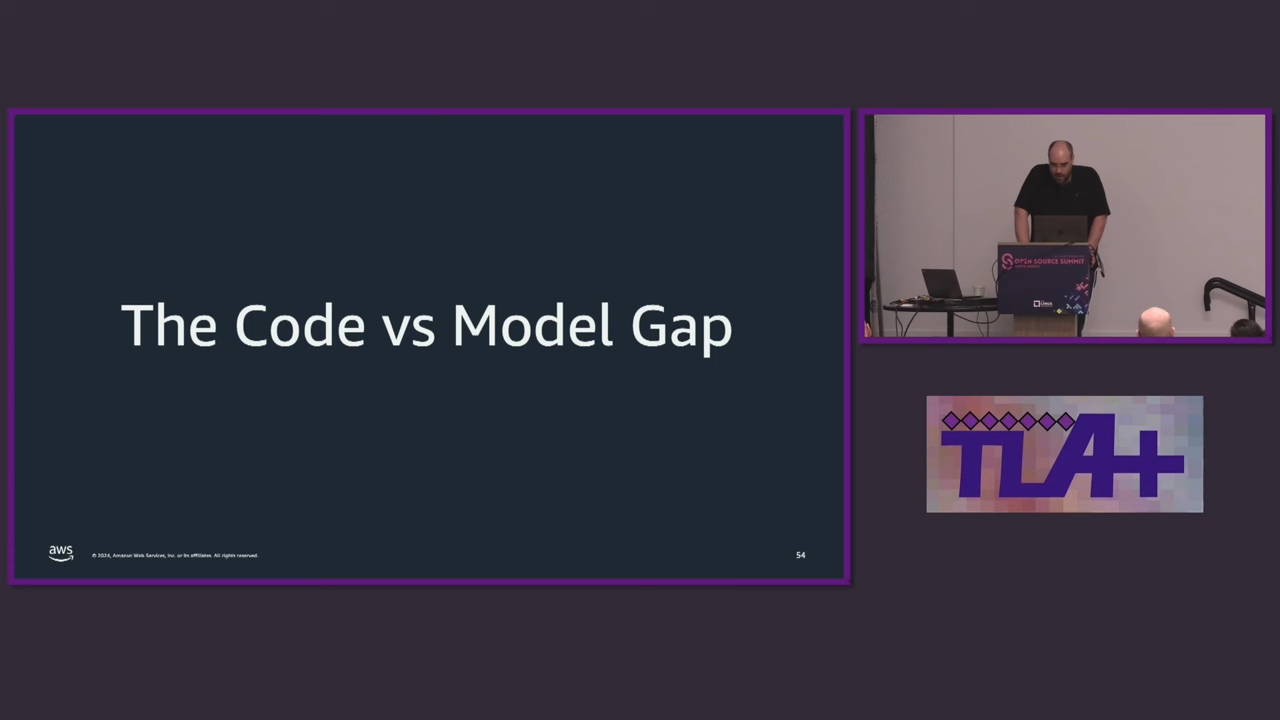 The Code vs Model Gap
aws
© 2024, Amazon Web Services, Inc. or its affiliates. All rights reserved.
54
OPEN SOURCE SUMMIT
TLA+